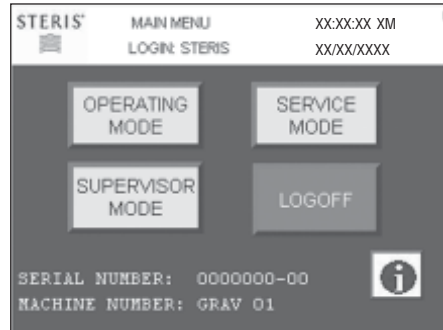 STERIS® MAIN MENU XX:XX:XX XM
LOGIN: STERIS XX/XX/XXXX
OPERATING
MODE
SERVICE
MODE
SUPERVISOR
MODE
LOGOFF
SERIAL NUMBER: 0000000-00
MACHINE NUMBER: GRAV 01
i